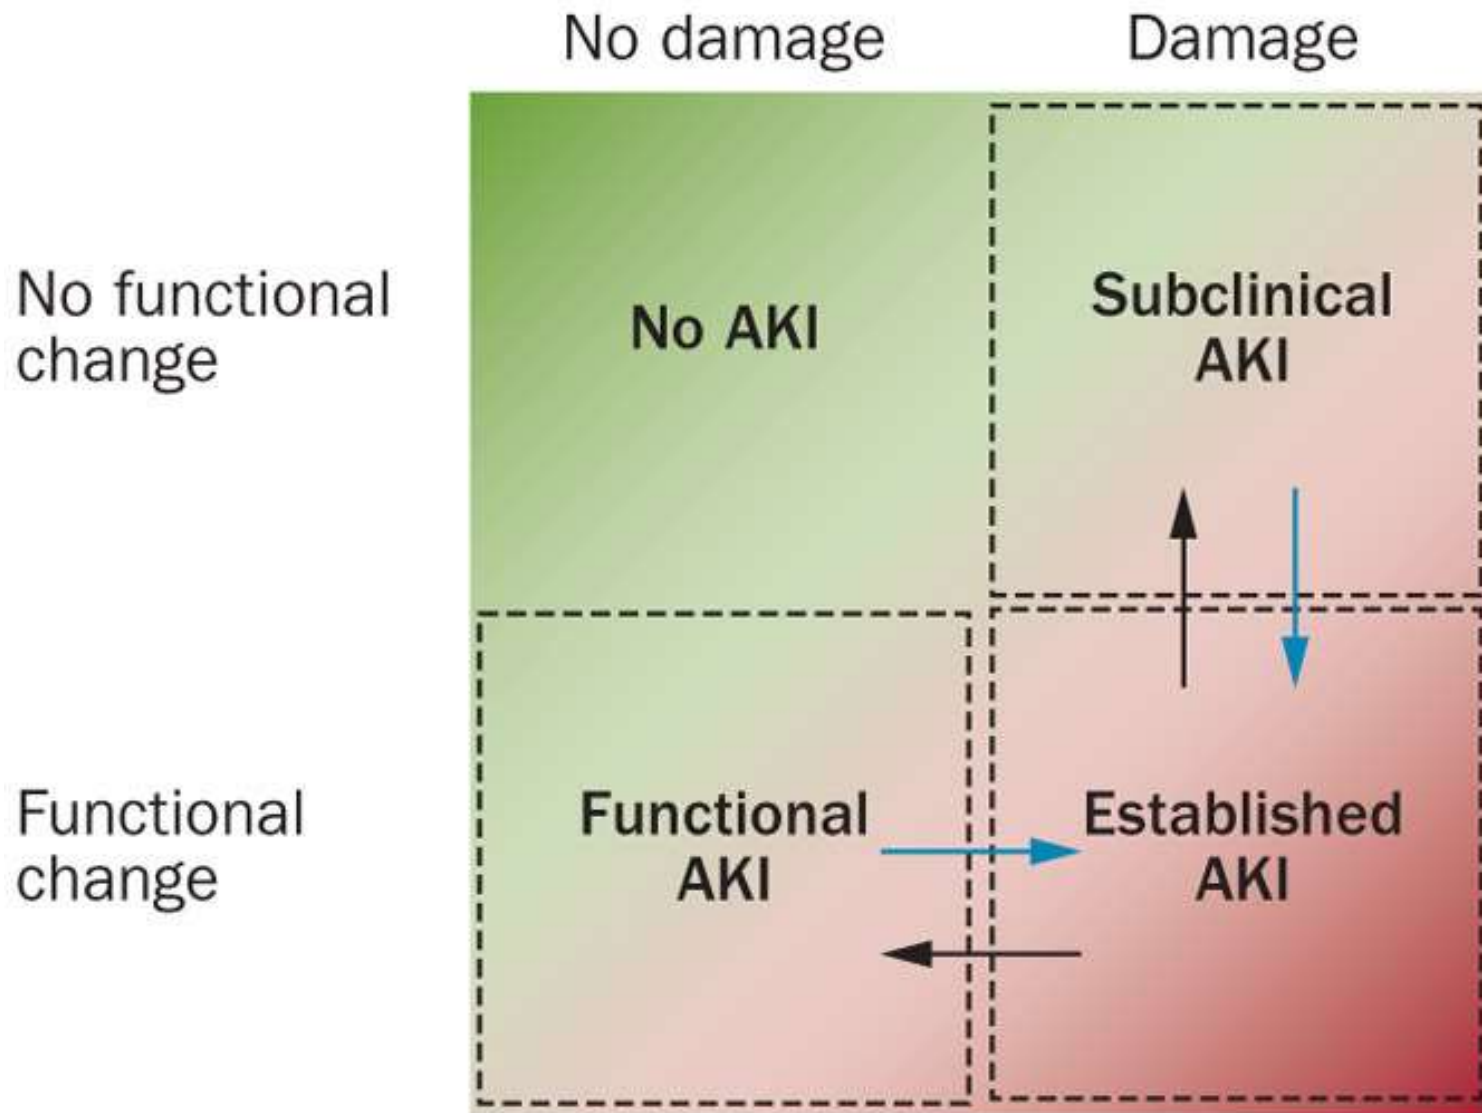 No damage
Damage
No functional
change
No AKI
Subclinical
AKI
Functional
change
Functional
AKI
Established
AKI